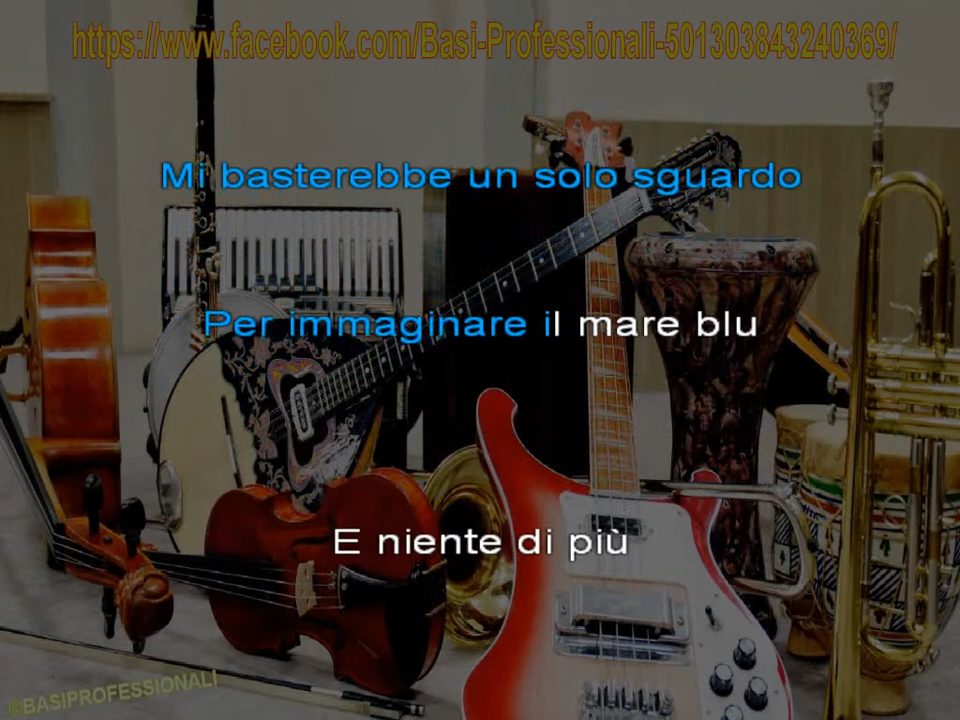 https://www.facebook.com/Basi-Professionali-501303843240369/
Mi basterebbe un solo sguardo
Per immaginare il mare blu
E niente di più
©BASIPROFESSIONALI